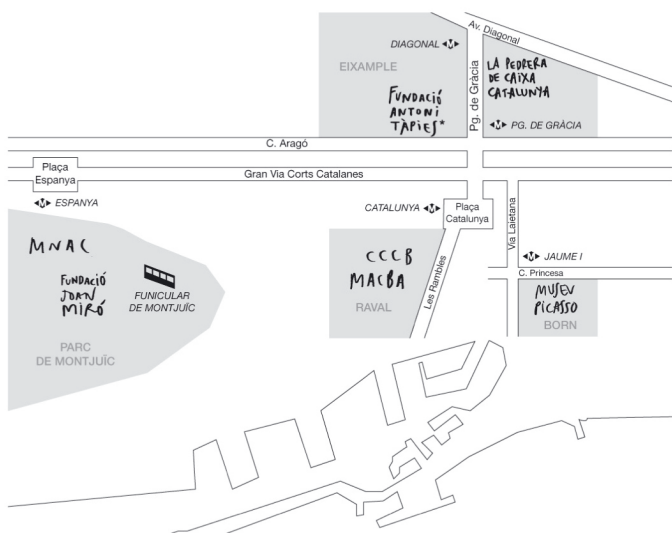 Av. Diagonal
DIAGONAL M
EIXAMPLE
Pg. de Gràcia
LA PEDRERA
DE CAIXA
CATALUNYA
FUNDACIÓ
ANTONI
TÀPIES*
M PG. DE GRÀCIA
C. Aragó
Plaça
Espanya
Gran Via Corts Catalanes
M ESPANYA
CATALUNYA M
Plaça
Catalunya
Via Laietana
MNAC
CCCB
MACBA
RAVAL
Les Rambles
M JAUME I
C. Princesa
FUNDACIÓ
JOAN
MIRÓ
FUNICULAR
DE MONTJUÏC
MUSEU
PICASSO
BORN
PARC
DE MONTJUÏC